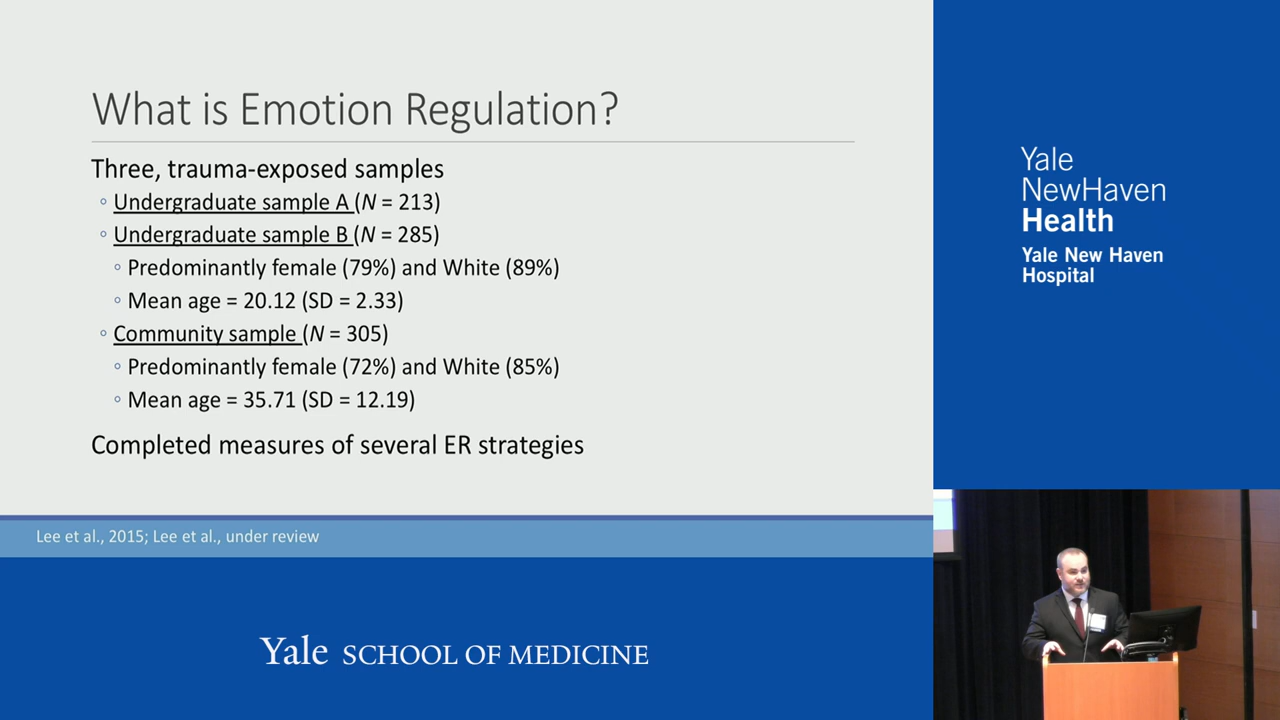 What is Emotion Regulation?
Three, trauma-exposed samples
◦ Undergraduate sample A (N = 213)
◦ Undergraduate sample B (N = 285)
◦ Predominantly female (79%) and White (89%)
◦ Mean age = 20.12 (SD = 2.33)
◦ Community sample (N = 305)
◦ Predominantly female (72%) and White (85%)
◦ Mean age = 35.71 (SD = 12.19)
Completed measures of several ER strategies
Lee et al., 2015; Lee et al., under review
Yale SCHOOL OF MEDICINE
Yale
NewHaven
Health
Yale New Haven
Hospital